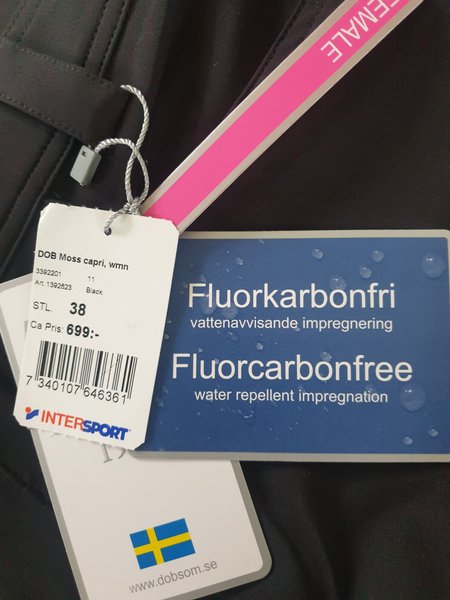 FEMALE
DOB Moss capri, wmn
3392201 11
Art. 1392623 Black
STL. 38
Ca Pris: 699:-
7 340107 646361
INTERSPORT
Fluorkarbonfri
vattenavvisande impregnering
Fluorcarbonfree
water repellent impregnation
www.dobsom.se